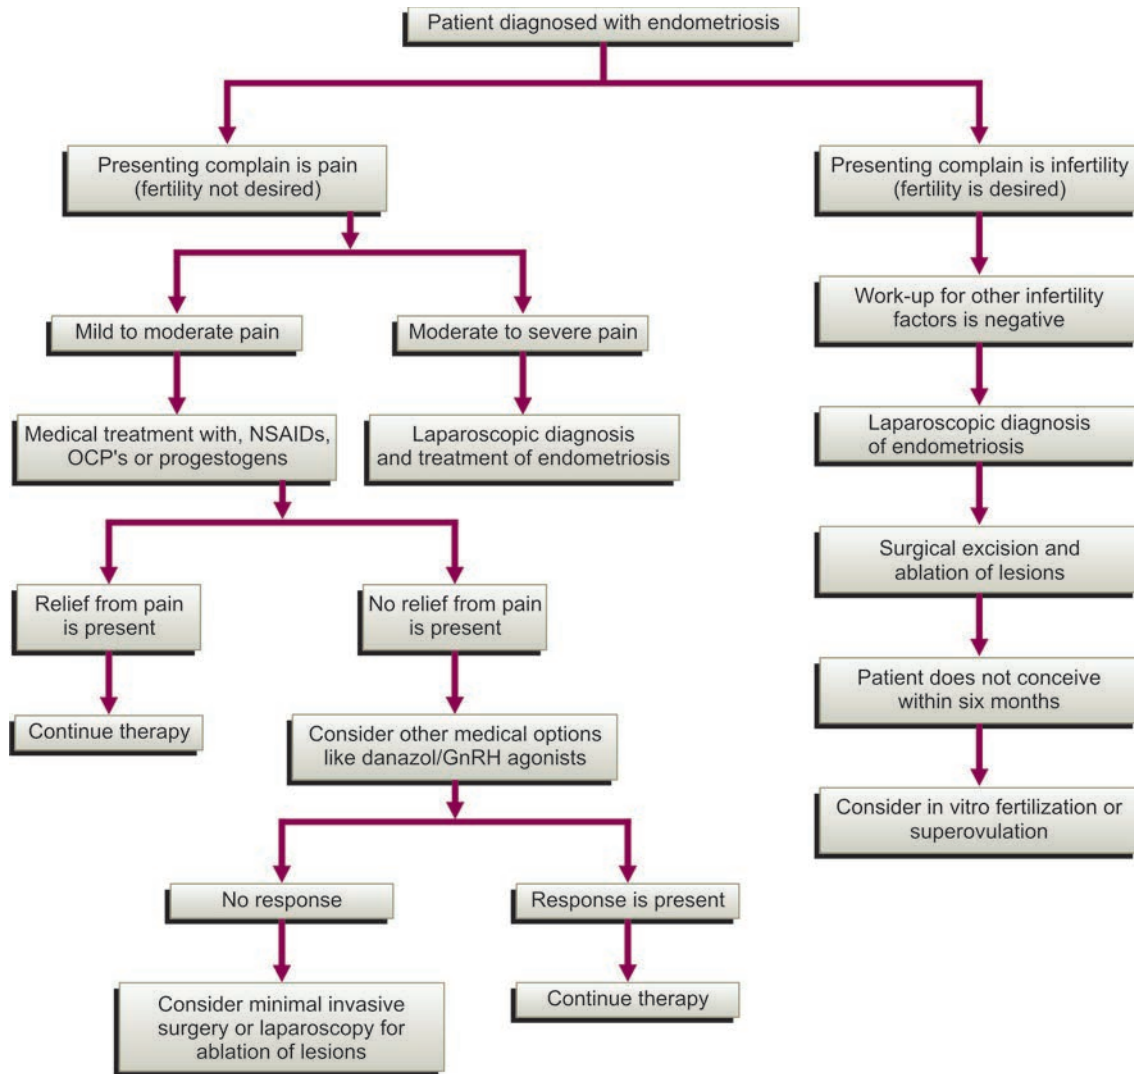 Patient diagnosed with endometriosis
Presenting complain is pain
(fertility not desired)
Presenting complain is infertility
(fertility is desired)
Mild to moderate pain
Moderate to severe pain
Work-up for other infertility
factors is negative
Medical treatment with, NSAIDs,
OCP's or progestogens
Laparoscopic diagnosis
and treatment of endometriosis
Laparoscopic diagnosis
of endometriosis
Relief from pain
is present
No relief from pain
is present
Surgical excision and
ablation of lesions
Continue therapy
Consider other medical options
like danazol/GnRH agonists
Patient does not conceive
within six months
Consider in vitro fertilization or
superovulation
No response
Response is present
Consider minimal invasive
surgery or laparoscopy for
ablation of lesions
Continue therapy